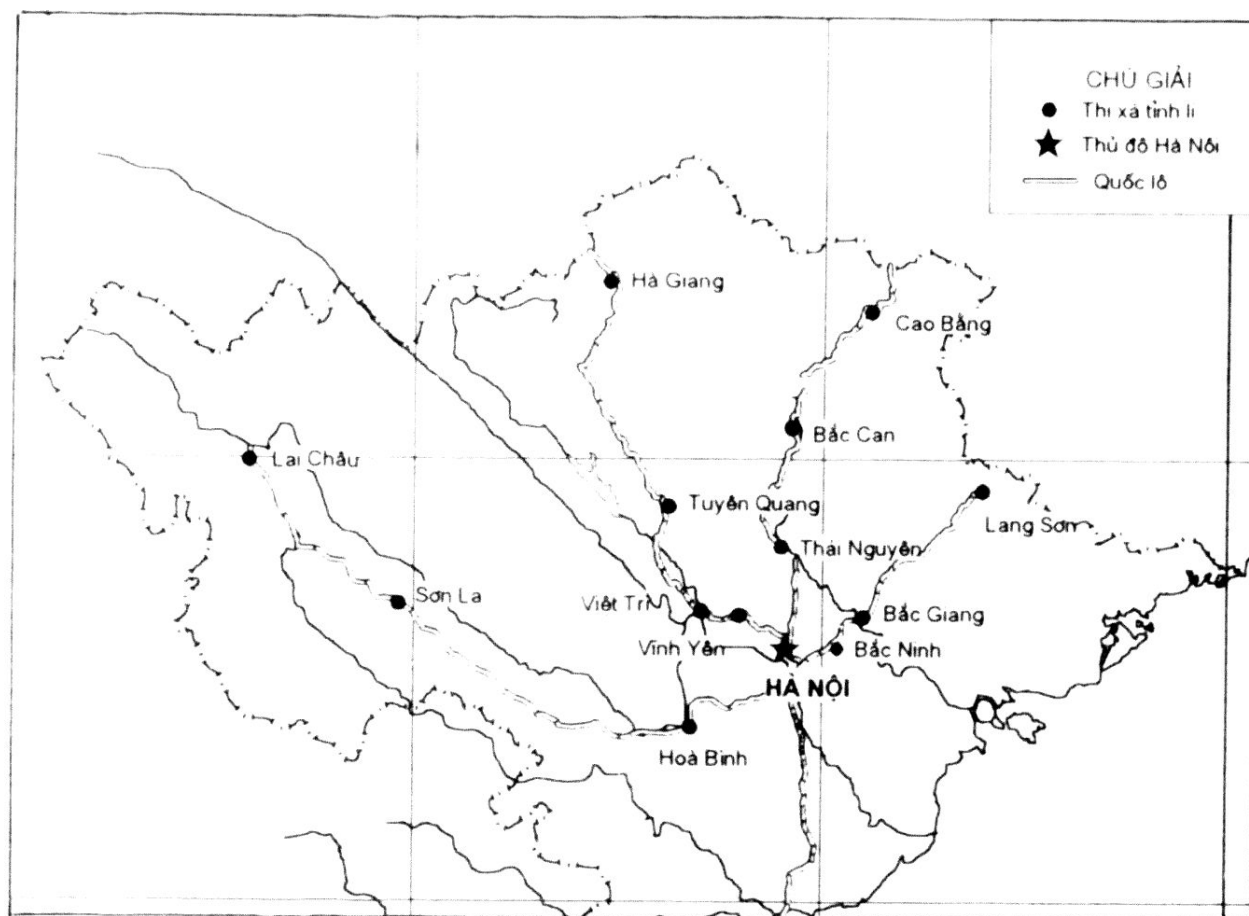 CHÚ GIẢI
Thị xã tỉnh lị
Thủ đô Hà Nội
Quốc lộ
Hà Giang
Cao Bằng
Bắc Cạn
Lai Châu
Tuyên Quang
Lạng Sơn
Thái Nguyên
Sơn La
Việt Trì
Bắc Giang
Vĩnh Yên
Bắc Ninh
HÀ NỘI
Hoà Bình